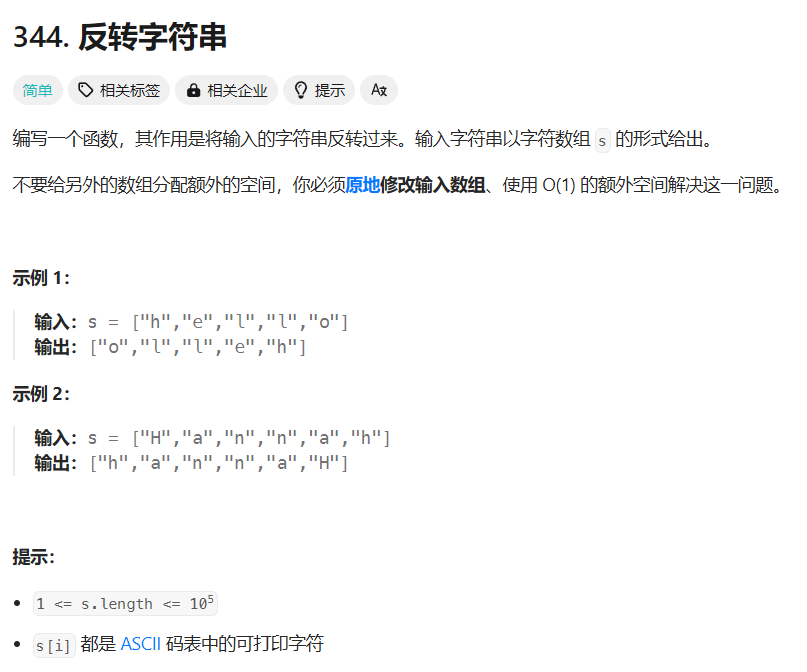 344. 反转字符串
简单 相关标签 相关企业 提示 Aあ
编写一个函数，其作用是将输入的字符串反转过来。输入字符串以字符数组 s 的形式给出。
不要给另外的数组分配额外的空间，你必须原地修改输入数组、使用 O(1) 的额外空间解决这一问题。
示例 1：
输入：s = ["h","e","l","l","o"]
输出：["o","l","l","e","h"]
示例 2：
输入：s = ["H","a","n","n","a","h"]
输出：["h","a","n","n","a","H"]
提示：
1 <= s.length <= 10⁵
s[i] 都是 ASCII 码表中的可打印字符